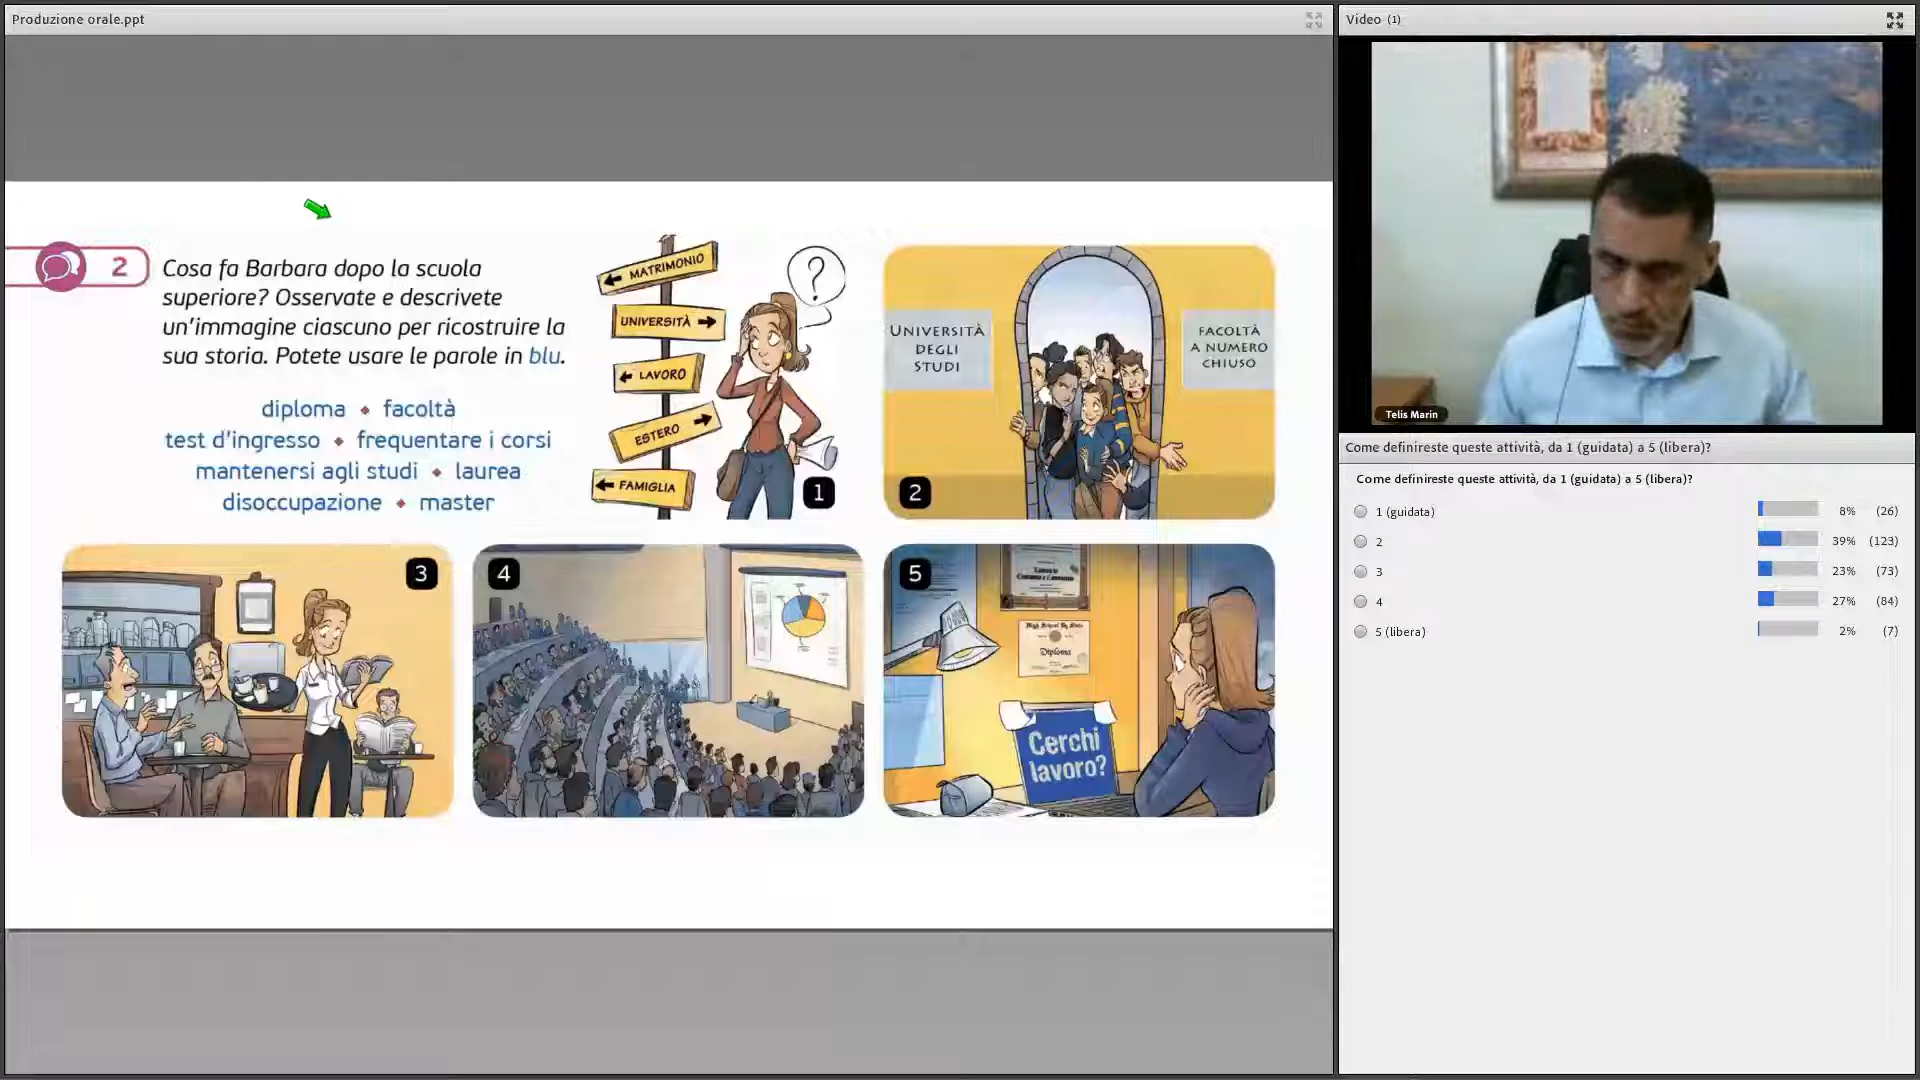 Produzione orale.ppt
2
Cosa fa Barbara dopo la scuola
superiore? Osservate e descrivete
un'immagine ciascuno per ricostruire la
sua storia. Potete usare le parole in blu.
diploma ◆ facoltà
test d'ingresso ◆ frequentare i corsi
mantenersi agli studi ◆ laurea
disoccupazione ◆ master
MATRIMONIO
UNIVERSITÀ
LAVORO
ESTERO
FAMIGLIA
?
1
UNIVERSITÀ
DEGLI
STUDI
FACOLTÀ
A NUMERO
CHIUSO
2
3
4
5
Diploma
Cerchi
lavoro?
Video (1)
Telis Marin
Come definireste queste attività, da 1 (guidata) a 5 (libera)?
Come definireste queste attività, da 1 (guidata) a 5 (libera)?
1 (guidata) 8% (26)
2 39% (123)
3 23% (73)
4 27% (84)
5 (libera) 2% (7)